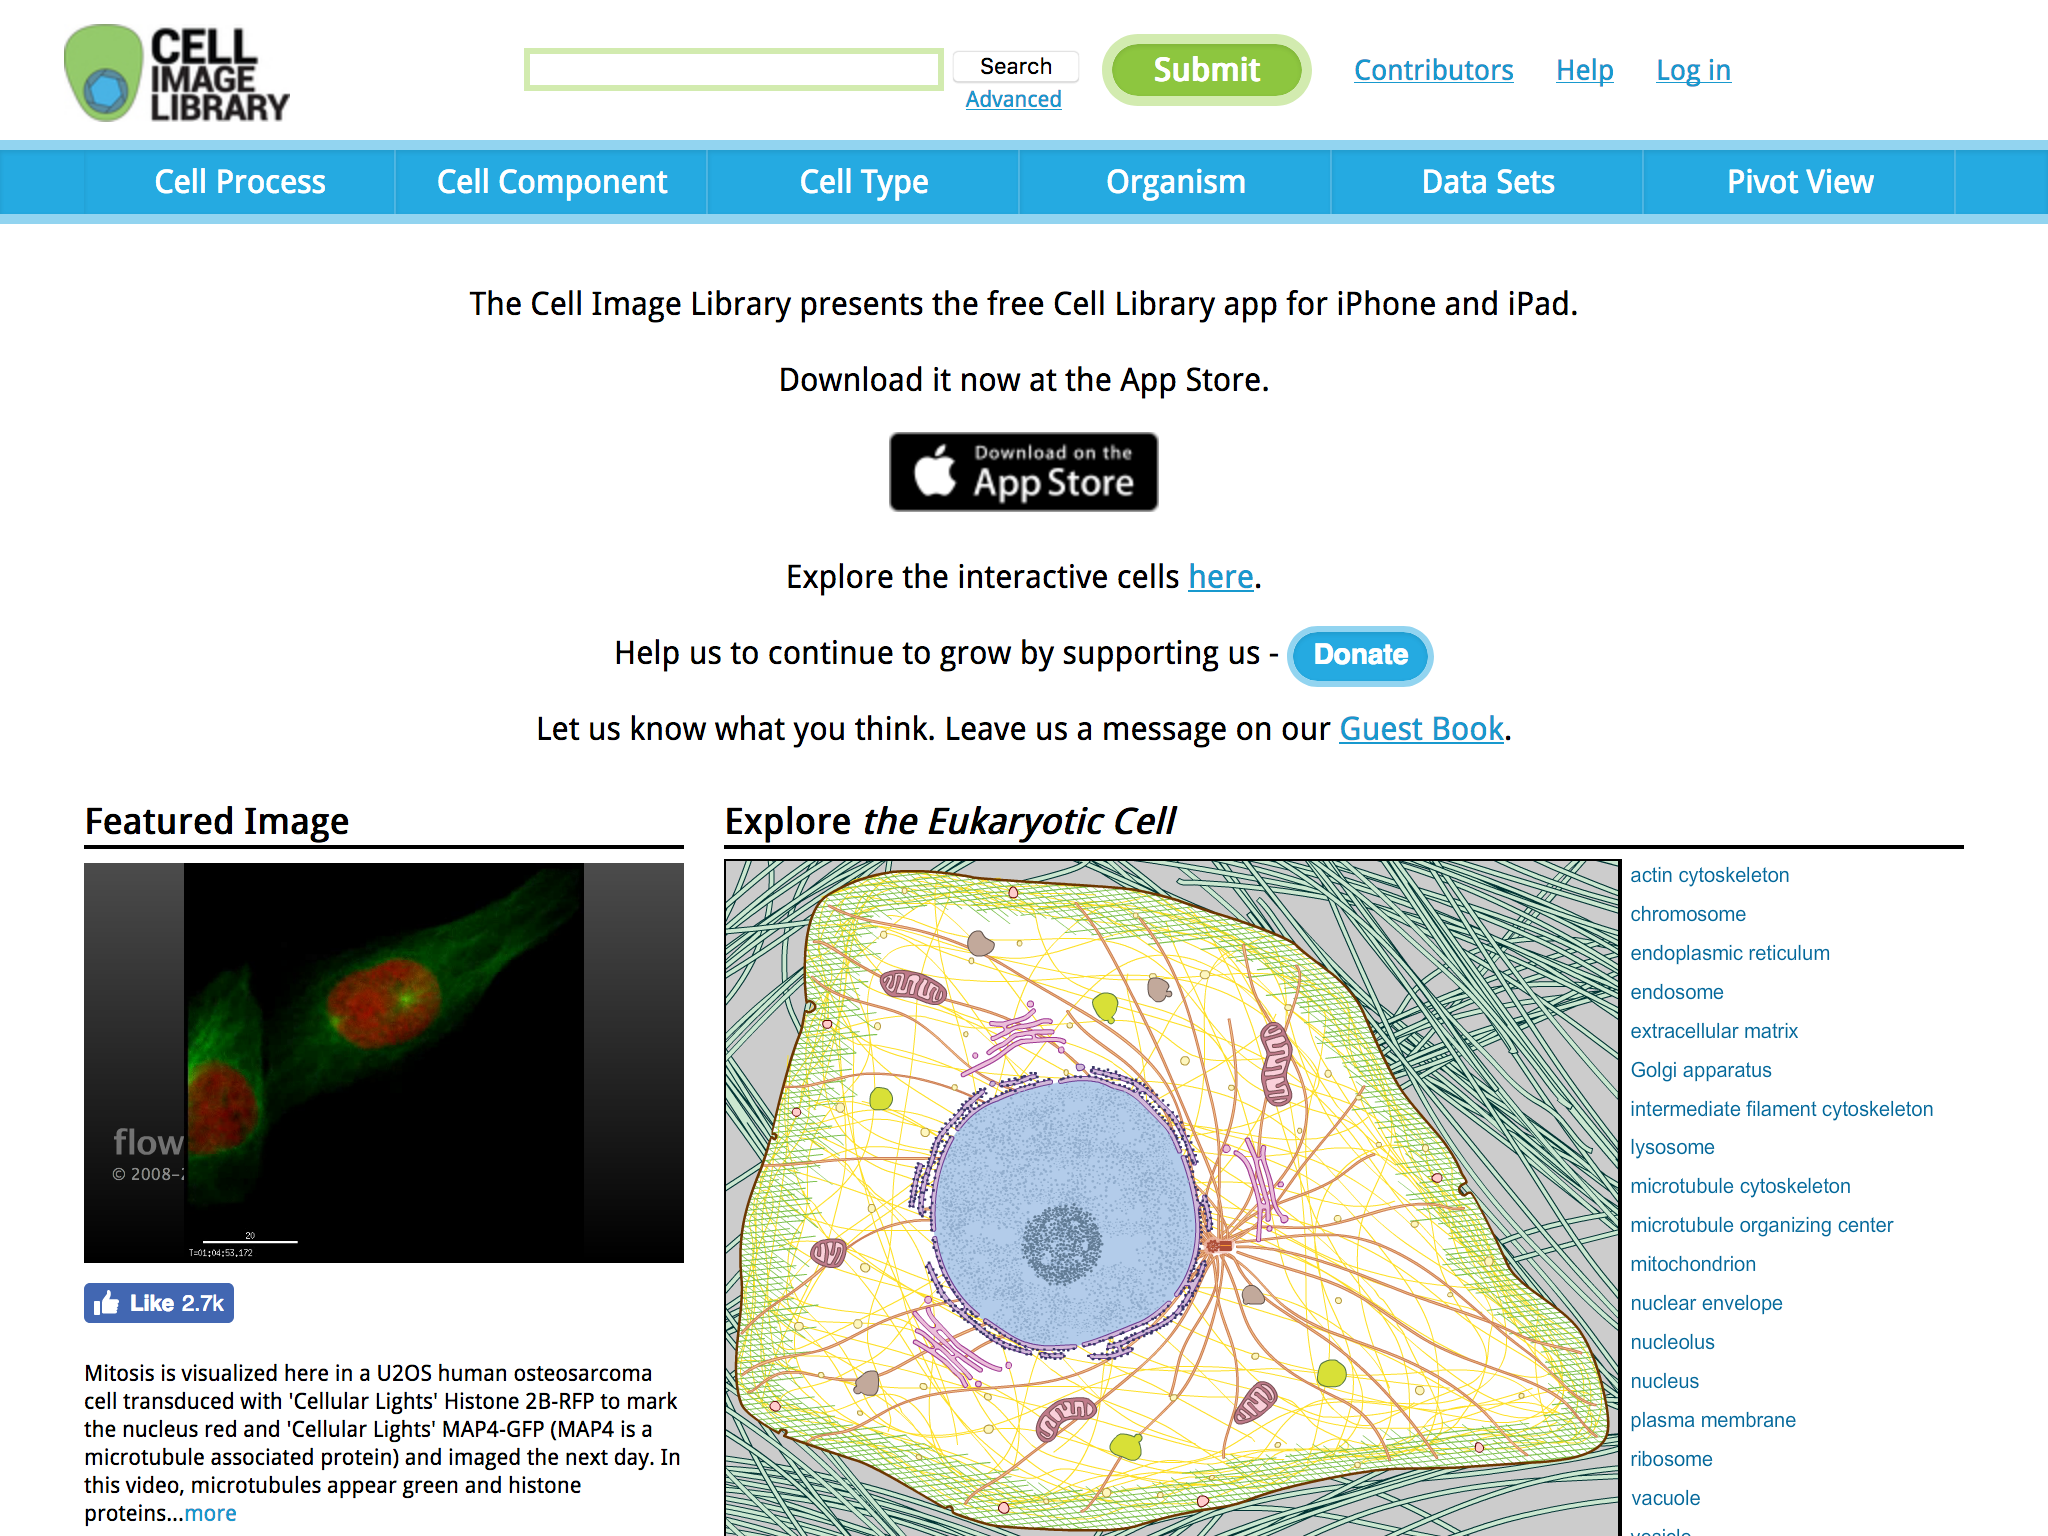 CELL
IMAGE
LIBRARY
Search
Advanced
Submit
Contributors
Help
Log in
Cell Process
Cell Component
Cell Type
Organism
Data Sets
Pivot View
The Cell Image Library presents the free Cell Library app for iPhone and iPad.
Download it now at the App Store.
Download on the
App Store
Explore the interactive cells here.
Help us to continue to grow by supporting us - Donate
Let us know what you think. Leave us a message on our Guest Book.
Featured Image
flow
© 2008-
20
T=01:04:53.172
Like 2.7k
Mitosis is visualized here in a U2OS human osteosarcoma
cell transduced with 'Cellular Lights' Histone 2B-RFP to mark
the nucleus red and 'Cellular Lights' MAP4-GFP (MAP4 is a
microtubule associated protein) and imaged the next day. In
this video, microtubules appear green and histone
proteins...more
Explore the Eukaryotic Cell
actin cytoskeleton
chromosome
endoplasmic reticulum
endosome
extracellular matrix
Golgi apparatus
intermediate filament cytoskeleton
lysosome
microtubule cytoskeleton
microtubule organizing center
mitochondrion
nuclear envelope
nucleolus
nucleus
plasma membrane
ribosome
vacuole